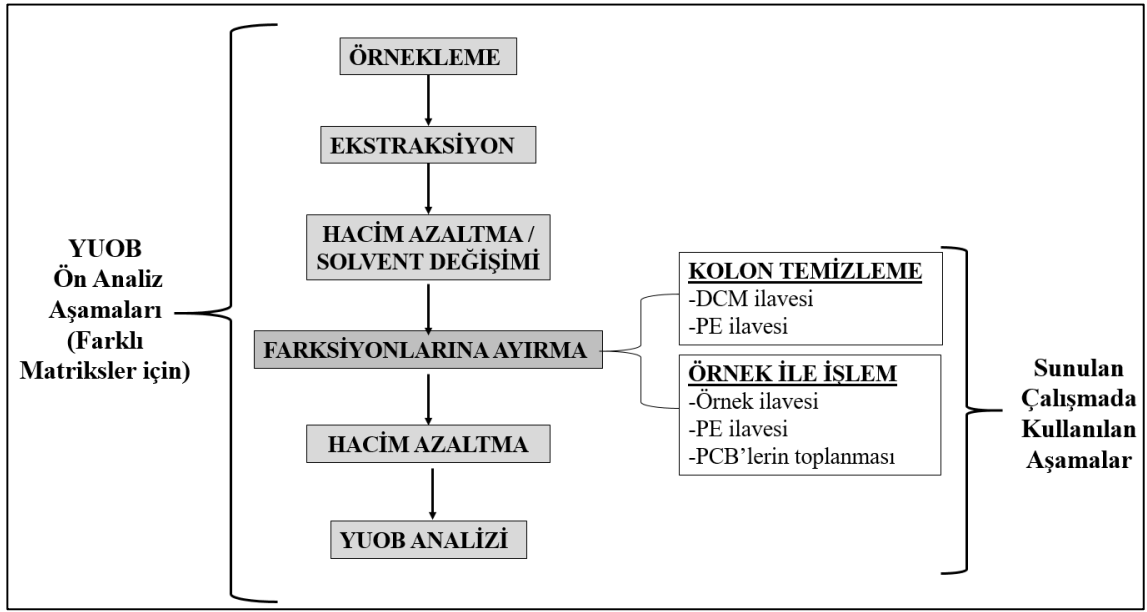 YUOB
Ön Analiz
Aşamaları
(Farklı
Matriksler için)
ÖRNEKLEME
EKSTRAKSİYON
HACİM AZALTMA /
SOLVENT DEĞİŞİMİ
FARKSİYONLARINA AYIRMA
HACİM AZALTMA
YUOB ANALİZİ
KOLON TEMİZLEME
-DCM ilavesi
-PE ilavesi
ÖRNEK İLE İŞLEM
-Örnek ilavesi
-PE ilavesi
-PCB’lerin toplanması
Sunulan
Çalışmada
Kullanılan
Aşamalar